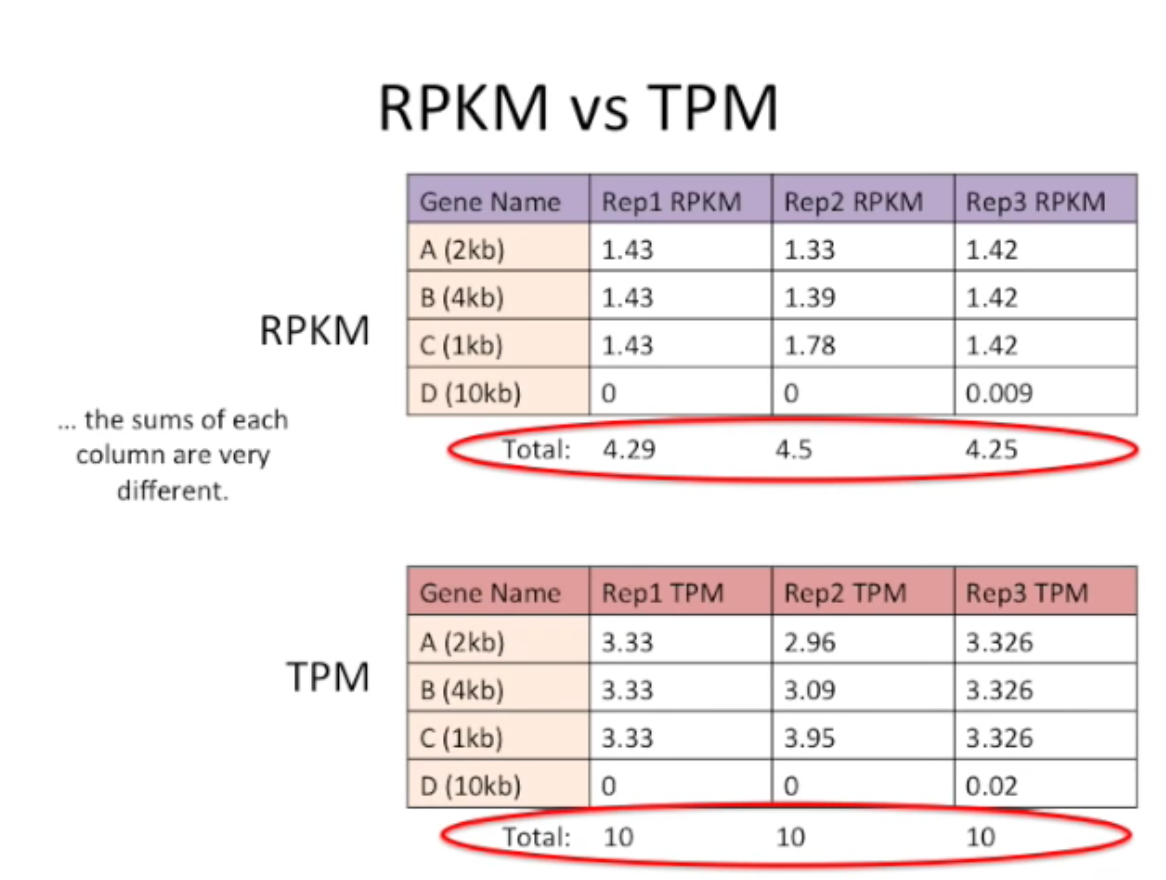 RPKM vs TPM
Gene Name Rep1 RPKM Rep2 RPKM Rep3 RPKM
A (2kb) 1.43 1.33 1.42
B (4kb) 1.43 1.39 1.42
RPKM
C (1kb) 1.43 1.78 1.42
D (10kb) 0 0 0.009
... the sums of each
column are very
different.
Total: 4.29 4.5 4.25
Gene Name Rep1 TPM Rep2 TPM Rep3 TPM
A (2kb) 3.33 2.96 3.326
TPM
B (4kb) 3.33 3.09 3.326
C (1kb) 3.33 3.95 3.326
D (10kb) 0 0 0.02
Total: 10 10 10